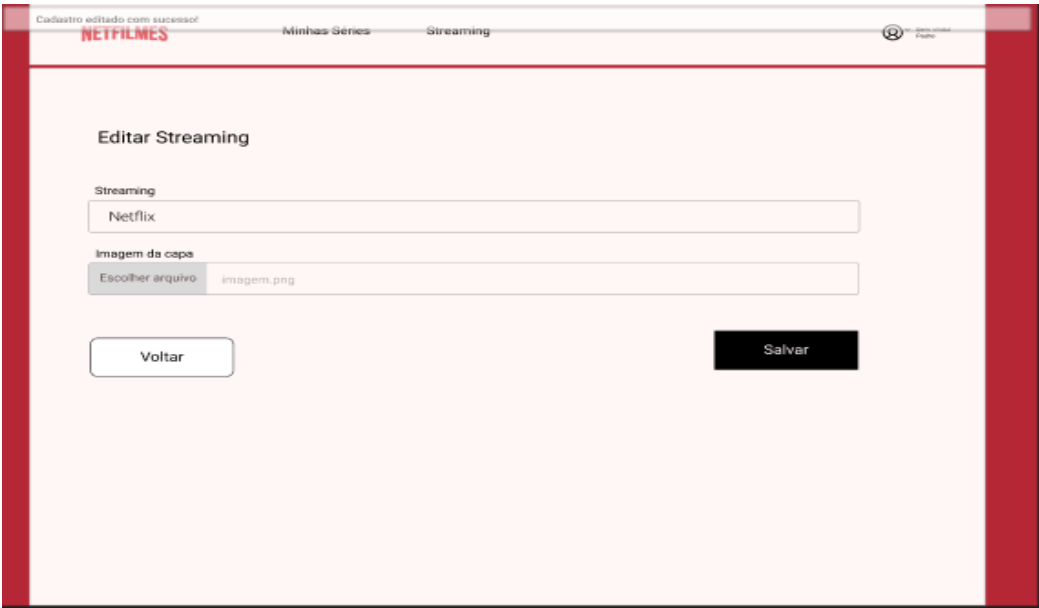 Cadastro editado com sucesso!
NETFILMES
Minhas Séries
Streaming
Editar Streaming
Streaming
Netflix
Imagem da capa
Escolher arquivo
imagem.png
Voltar
Salvar